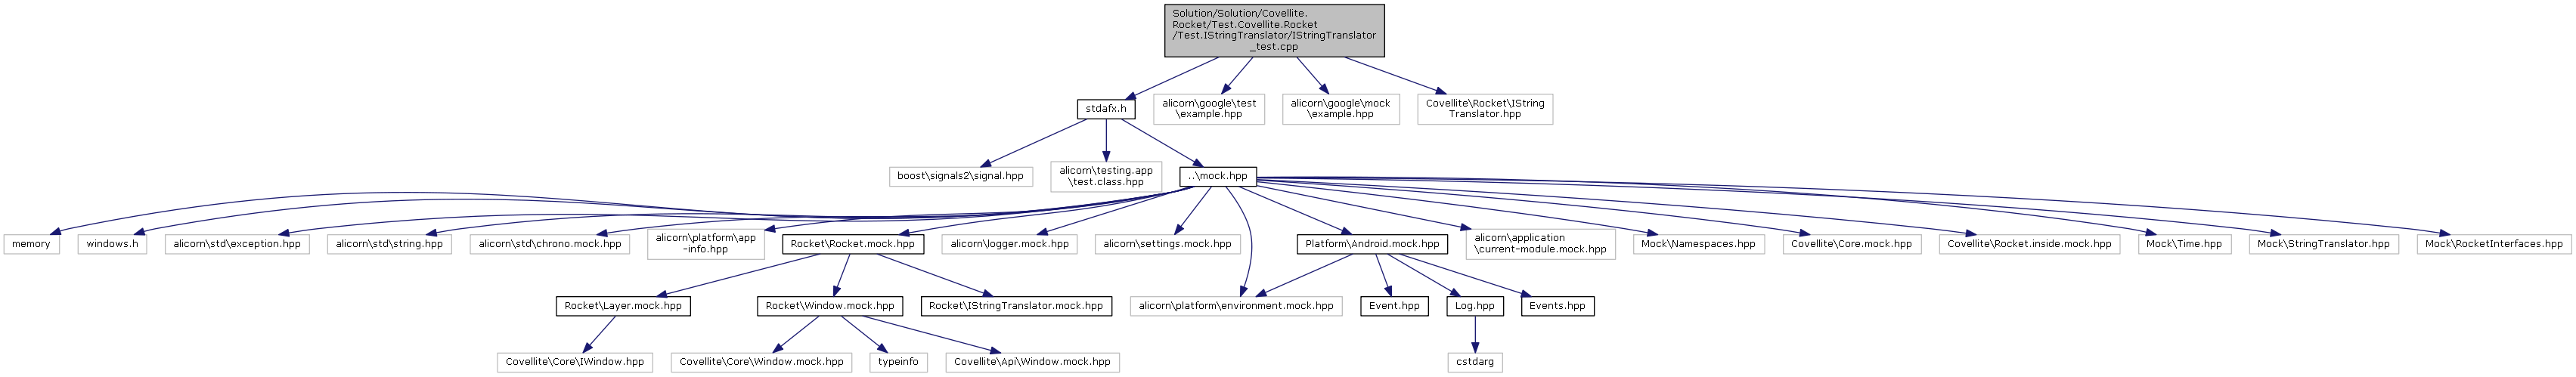 Solution/Solution/Covellite.
Rocket/Test.Covellite.Rocket
/Test.IStringTranslator/IStringTranslator
_test.cpp
stdafx.h
alicorn\google\test
\example.hpp
alicorn\google\mock
\example.hpp
Covellite\Rocket\IString
Translator.hpp
boost\signals2\signal.hpp
alicorn\testing.app
\test.class.hpp
..\mock.hpp
memory
windows.h
alicorn\std\exception.hpp
alicorn\std\string.hpp
alicorn\std\chrono.mock.hpp
alicorn\platform\app
-info.hpp
Rocket\Rocket.mock.hpp
alicorn\logger.mock.hpp
alicorn\settings.mock.hpp
Platform\Android.mock.hpp
alicorn\application
\current-module.mock.hpp
Mock\Namespaces.hpp
Covellite\Core.mock.hpp
Covellite\Rocket.inside.mock.hpp
Mock\Time.hpp
Mock\StringTranslator.hpp
Mock\RocketInterfaces.hpp
Rocket\Layer.mock.hpp
Rocket\Window.mock.hpp
Rocket\IStringTranslator.mock.hpp
alicorn\platform\environment.mock.hpp
Event.hpp
Log.hpp
Events.hpp
Covellite\Core\IWindow.hpp
Covellite\Core\Window.mock.hpp
typeinfo
Covellite\Api\Window.mock.hpp
cstdarg